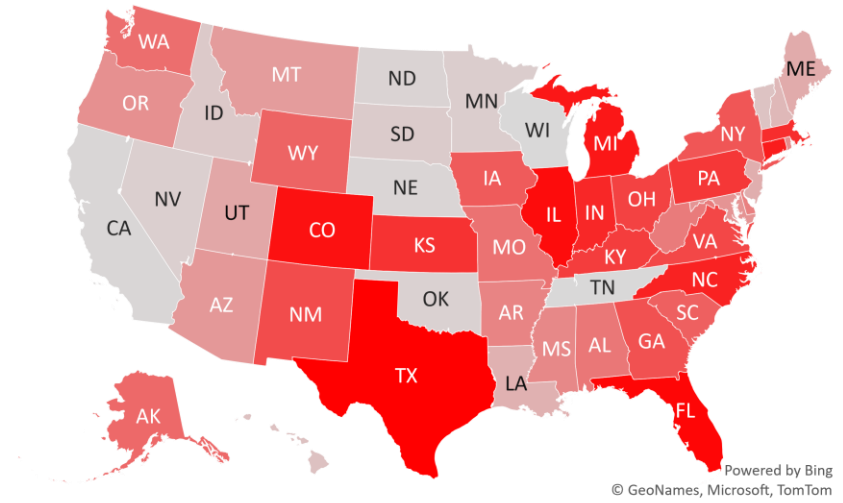 WA
MT
ND
MN
ME
OR
ID
SD
WI
MI
NY
WY
NE
IA
PA
NV
UT
CO
IL
IN
OH
CA
KS
MO
KY
VA
AZ
NM
OK
TN
NC
AR
SC
MS
AL
GA
TX
LA
AK
FL
Powered by Bing
© GeoNames, Microsoft, TomTom